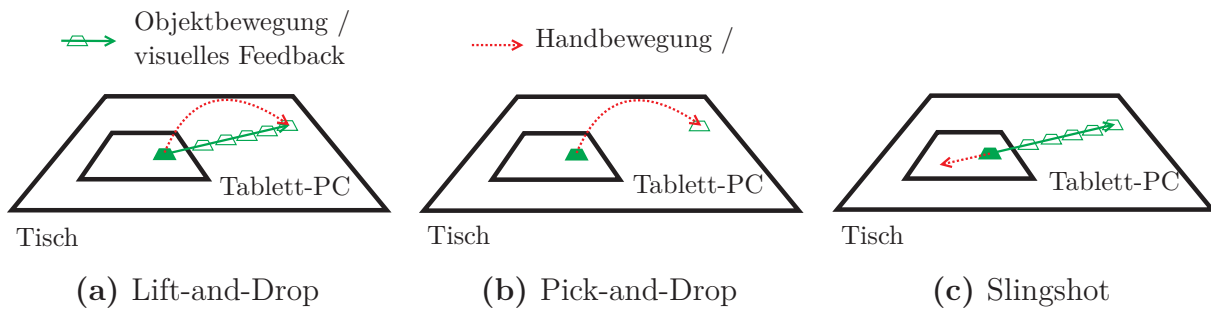 Objektbewegung /
visuelles Feedback
Handbewegung /
Tablett-PC
Tisch
Tablett-PC
Tisch
Tablett-PC
Tisch
(a) Lift-and-Drop
(b) Pick-and-Drop
(c) Slingshot